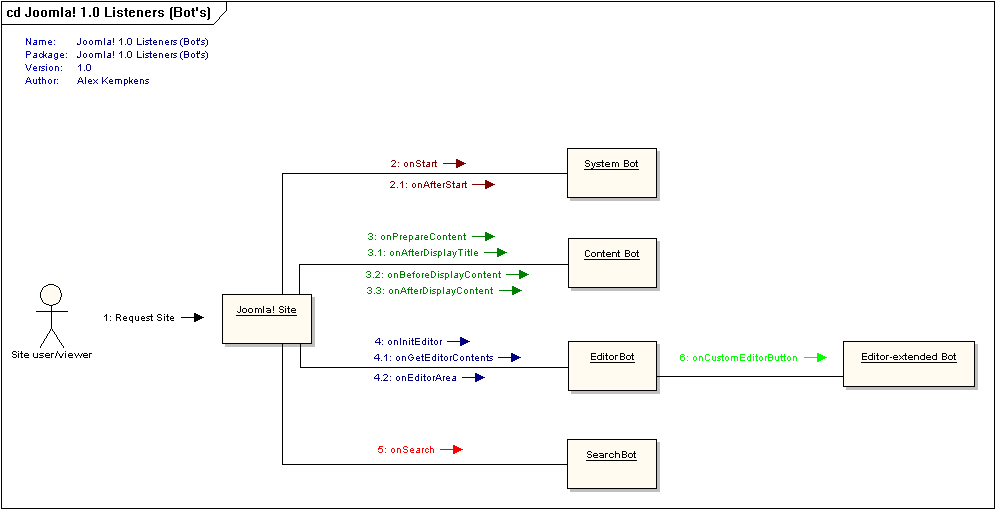 cd Joomla! 1.0 Listeners (Bot's)
Name: Joomla! 1.0 Listeners (Bot's)
Package: Joomla! 1.0 Listeners (Bot's)
Version: 1.0
Author: Alex Kempkens
2: onStart
System Bot
2.1: onAfterStart
3: onPrepareContent
3.1: onAfterDisplayTitle
Content Bot
3.2: onBeforeDisplayContent
3.3: onAfterDisplayContent
Joomla! Site
1: Request Site
Site user/viewer
4: onInitEditor
4.1: onGetEditorContents
EditorBot
6: onCustomEditorButton
Editor-extended Bot
4.2: onEditorArea
5: onSearch
SearchBot